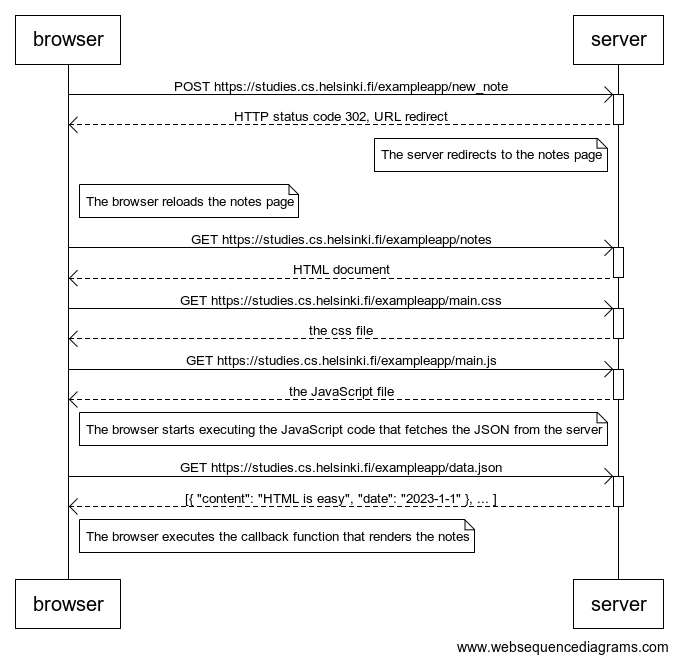 browser
server
POST https://studies.cs.helsinki.fi/exampleapp/new_note
HTTP status code 302, URL redirect
The server redirects to the notes page
The browser reloads the notes page
GET https://studies.cs.helsinki.fi/exampleapp/notes
HTML document
GET https://studies.cs.helsinki.fi/exampleapp/main.css
the css file
GET https://studies.cs.helsinki.fi/exampleapp/main.js
the JavaScript file
The browser starts executing the JavaScript code that fetches the JSON from the server
GET https://studies.cs.helsinki.fi/exampleapp/data.json
[{ "content": "HTML is easy", "date": "2023-1-1" }, ... ]
The browser executes the callback function that renders the notes
browser
server
www.websequencediagrams.com